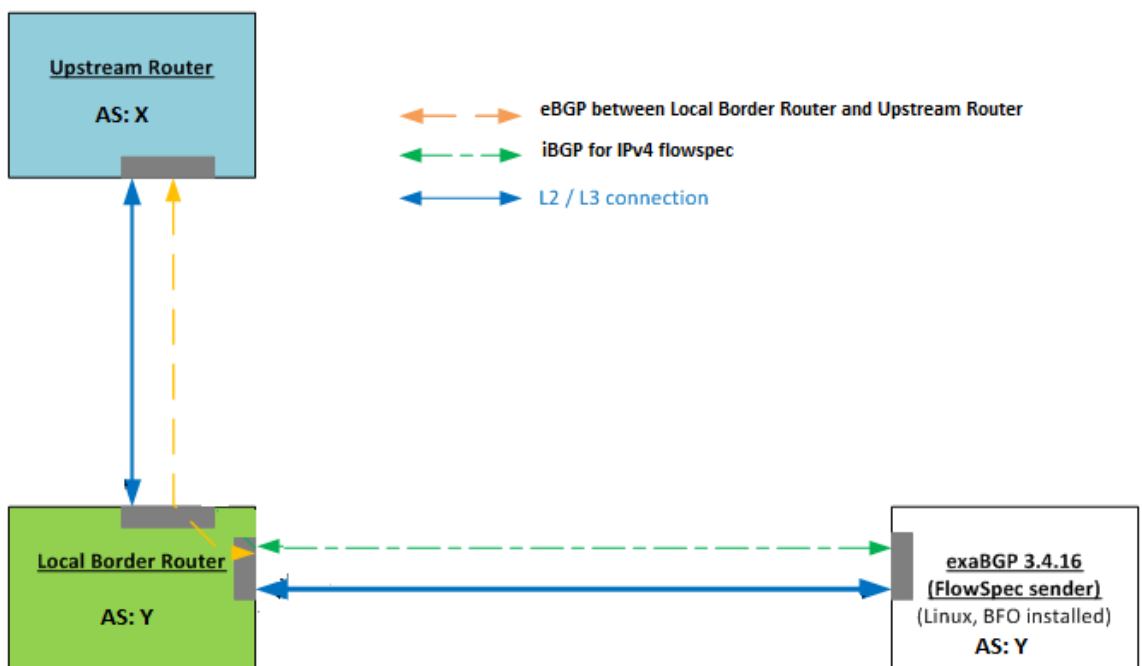 Upstream Router
AS: X
eBGP between Local Border Router and Upstream Router
iBGP for IPv4 flowspec
L2 / L3 connection
Local Border Router
AS: Y
exaBGP 3.4.16
(FlowSpec sender)
(Linux, BFO installed)
AS: Y